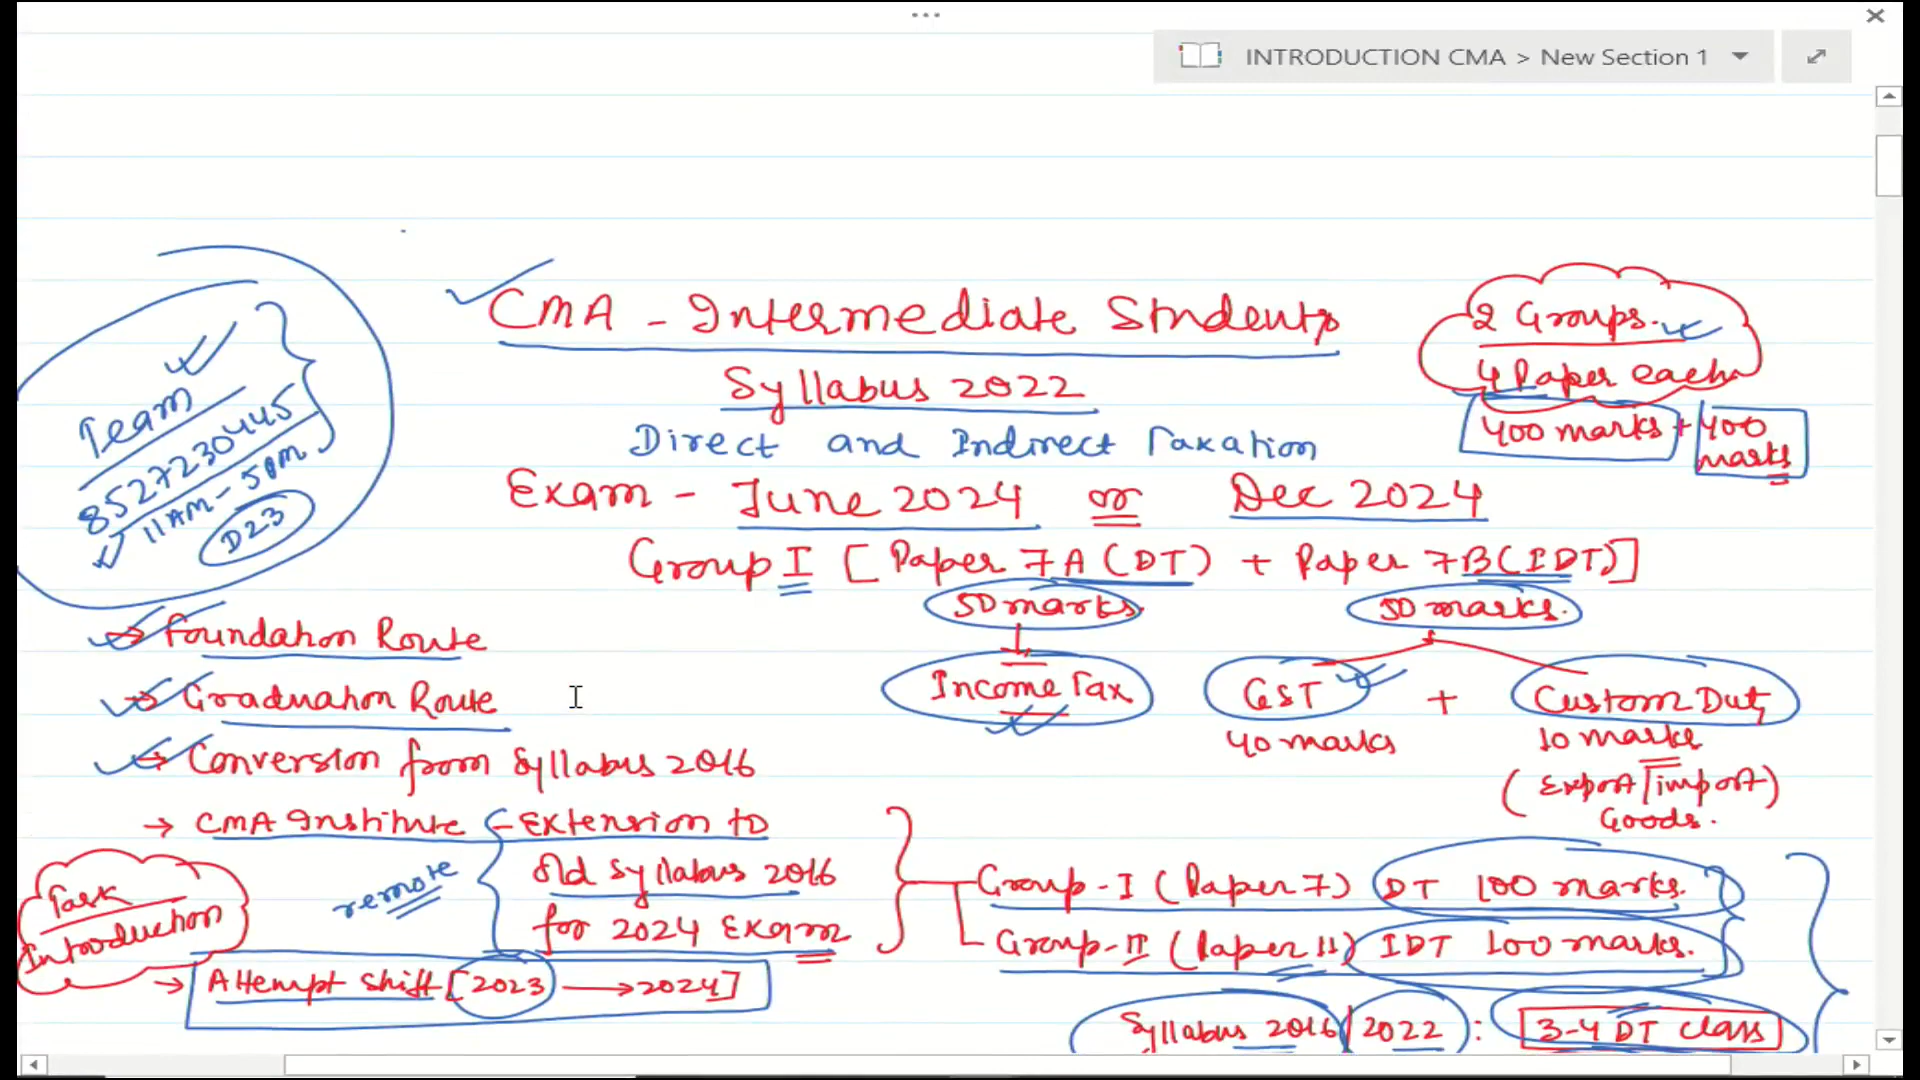 INTRODUCTION CMA > New Section 1
CMA - Intermediate Students
Syllabus 2022
Direct and Indirect Taxation
Exam - June 2024 or Dec 2024
Group I [Paper 7A (DT) + Paper 7B (IDT)]
50 marks 50 marks.
Income Tax GST + Custom Duty
40 marks 10 marks
(Export/import)
Goods.
2 Groups.
4 Paper each
400 marks + 400 marks
Team
8527230445
11AM - 5PM
D23
→ Foundation Route
→ Graduation Route
→ Conversion from Syllabus 2016
→ CMA Institute - Extension to
old Syllabus 2016
for 2024 Exam
remote
Task
Introduction
→ Attempt Shift [2023 → 2024]
Group-I (Paper 7) DT 100 marks.
Group-II (Paper 11) IDT 100 marks.
Syllabus 2016/2022 : 3-4 DT class